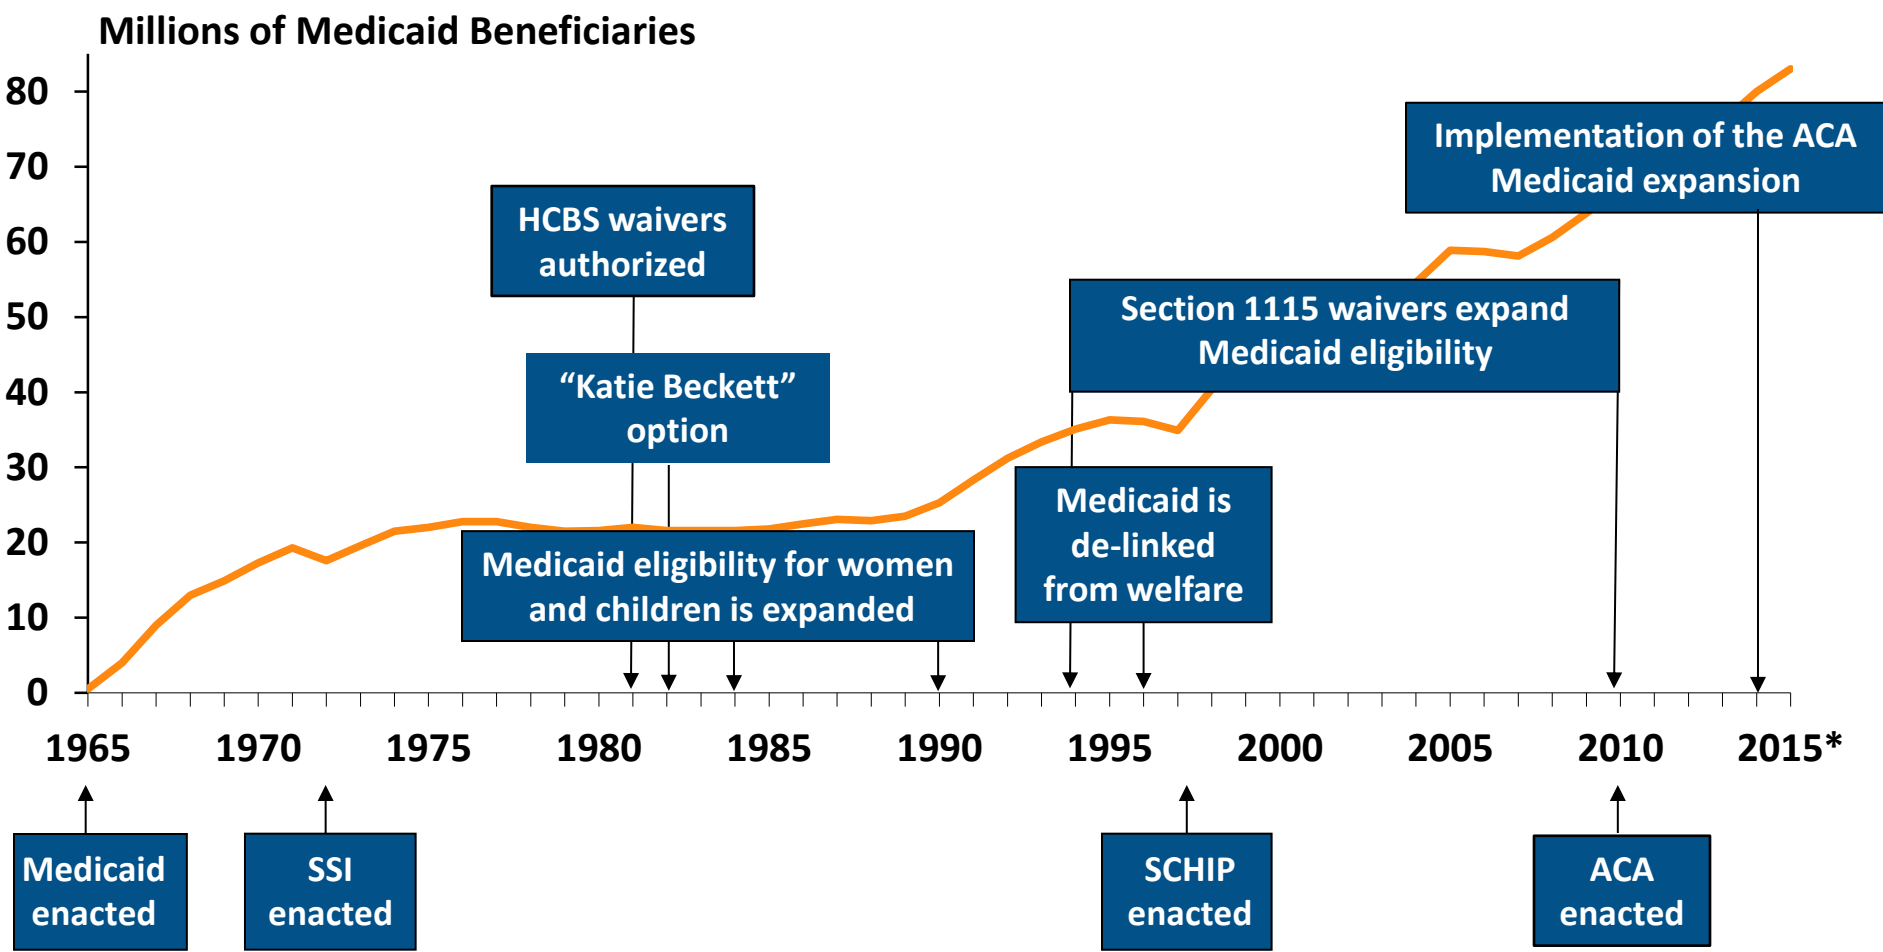 Millions of Medicaid Beneficiaries
80
70
60
50
40
30
20
10
0
Implementation of the ACA
Medicaid expansion
HCBS waivers
authorized
Section 1115 waivers expand
Medicaid eligibility
“Katie Beckett”
option
Medicaid is
de-linked
from welfare
Medicaid eligibility for women
and children is expanded
1965 1970 1975 1980 1985 1990 1995 2000 2005 2010 2015*
Medicaid
enacted
SSI
enacted
SCHIP
enacted
ACA
enacted